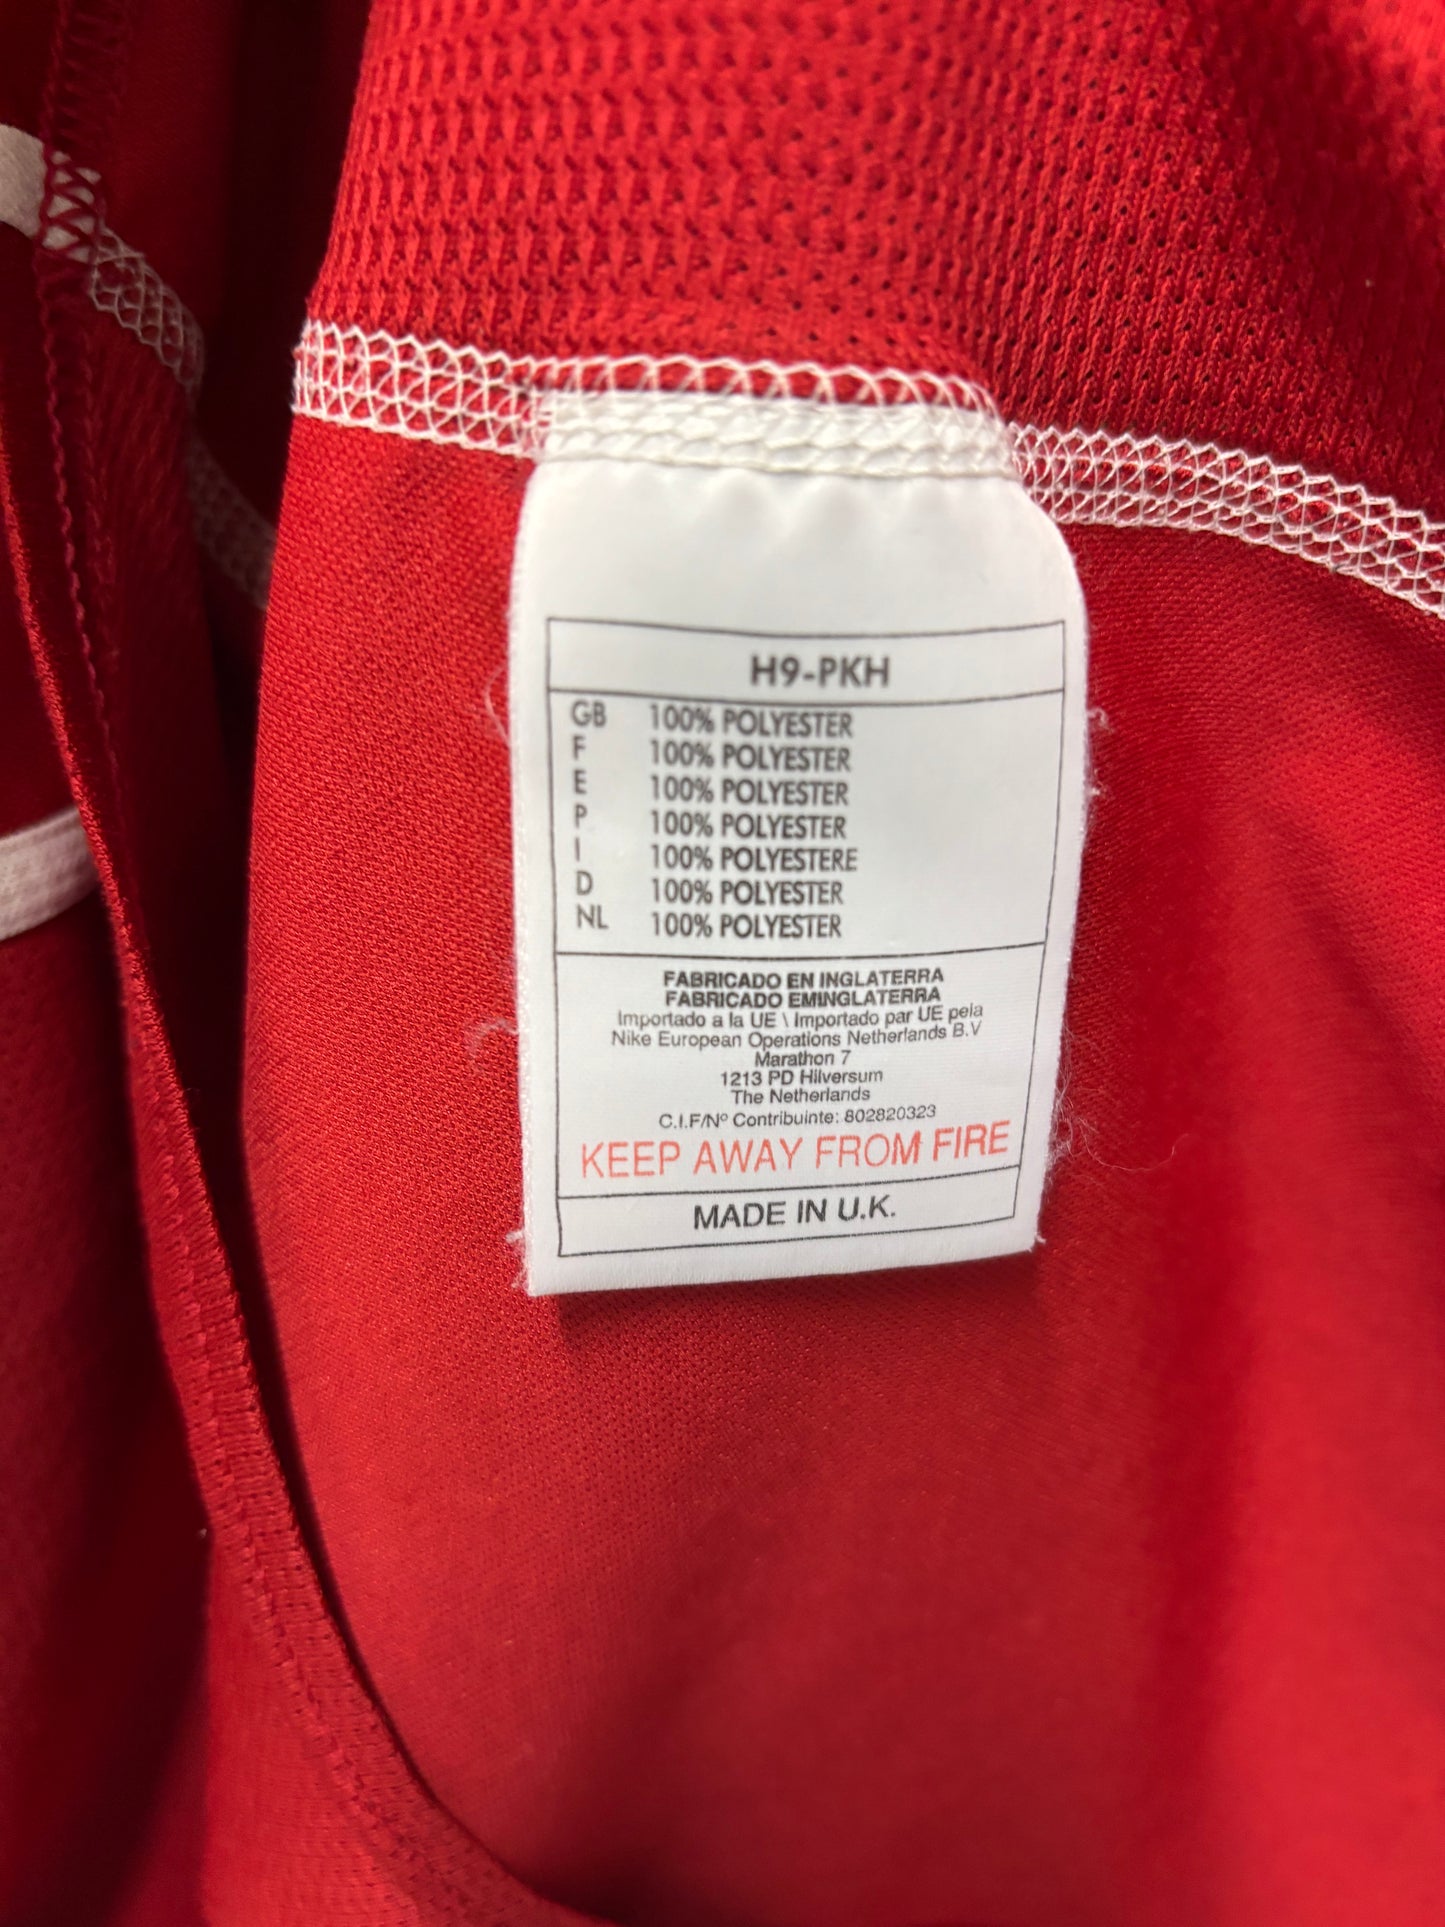 H9-PKH
GB 100% POLYESTER
F 100% POLYESTER
E 100% POLYESTER
P 100% POLYESTER
I 100% POLYESTERE
D 100% POLYESTER
NL 100% POLYESTER
FABRICADO EN INGLATERRA
FABRICADO EMINGLATERRA
Importado a la UE \ Importado par UE pela
Nike European Operations Netherlands B.V
Marathon 7
1213 PD Hilversum
The Netherlands
C.I.F/Nº Contribuinte: 802820323
KEEP AWAY FROM FIRE
MADE IN U.K.